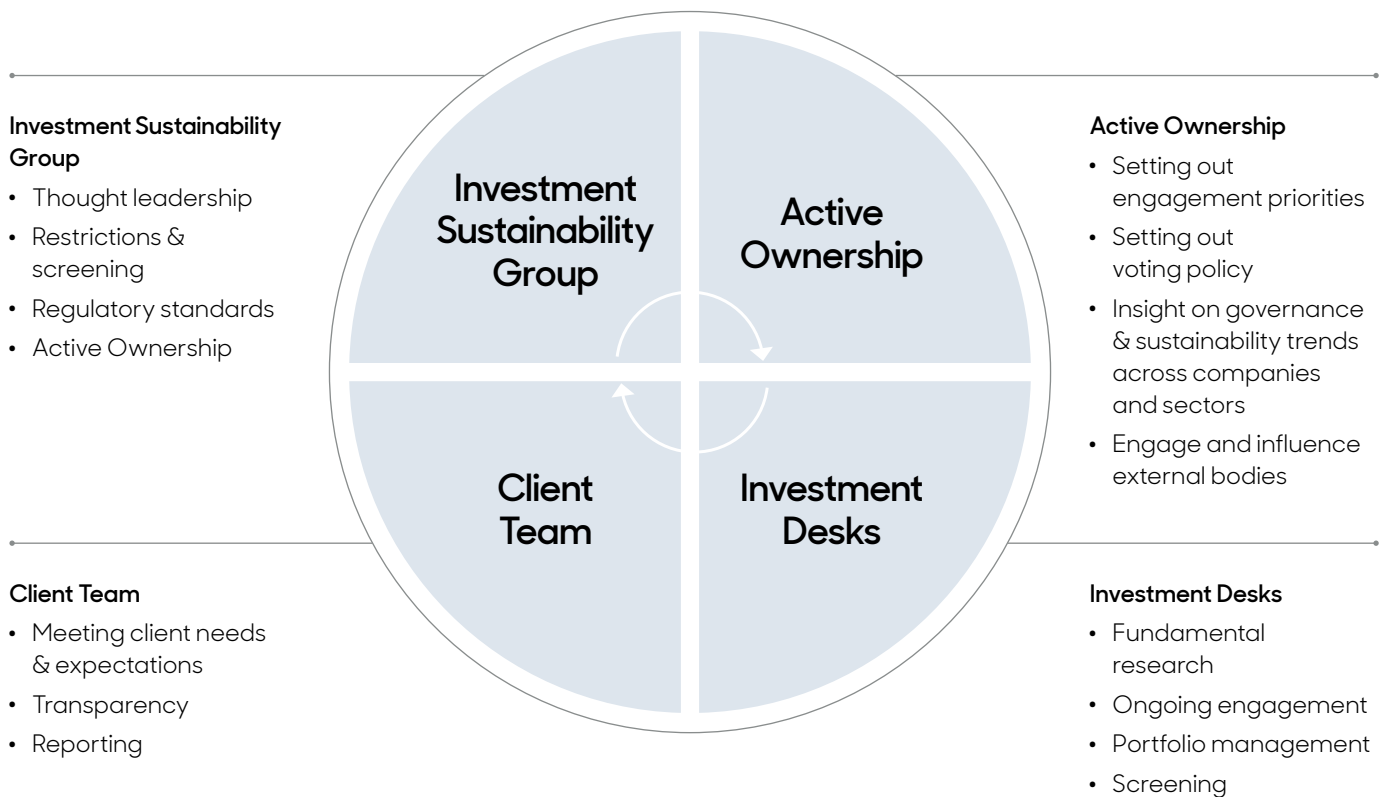 Investment Sustainability
Group
• Thought leadership
• Restrictions &
screening
• Regulatory standards
• Active Ownership
Investment
Sustainability
Group
Active
Ownership
Active Ownership
• Setting out
engagement priorities
• Setting out
voting policy
• Insight on governance
& sustainability trends
across companies
and sectors
• Engage and influence
external bodies
Client Team
• Meeting client needs
& expectations
• Transparency
• Reporting
Client
Team
Investment
Desks
Investment Desks
• Fundamental
research
• Ongoing engagement
• Portfolio management
• Screening